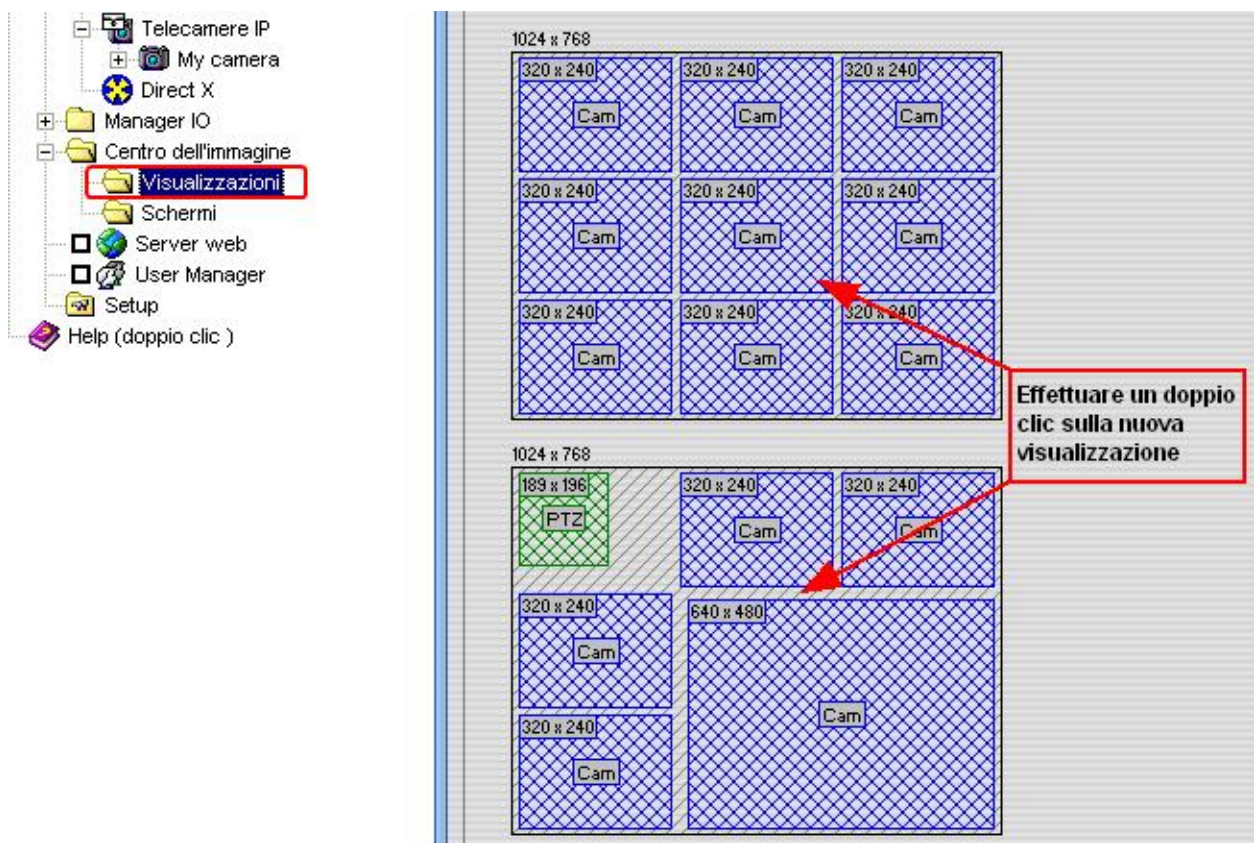 Telecamere IP
My camera
Direct X
Manager IO
Centro dell'immagine
Visualizzazioni
Schermi
Server web
User Manager
Setup
Help (doppio clic )
1024 x 768
320 x 240 320 x 240 320 x 240
Cam Cam Cam
320 x 240 320 x 240 320 x 240
Cam Cam Cam
320 x 240 320 x 240 320 x 240
Cam Cam Cam
Effettuare un doppio
clic sulla nuova
visualizzazione
1024 x 768
189 x 196 320 x 240 320 x 240
PTZ Cam Cam
320 x 240 640 x 480
Cam
Cam
320 x 240
Cam